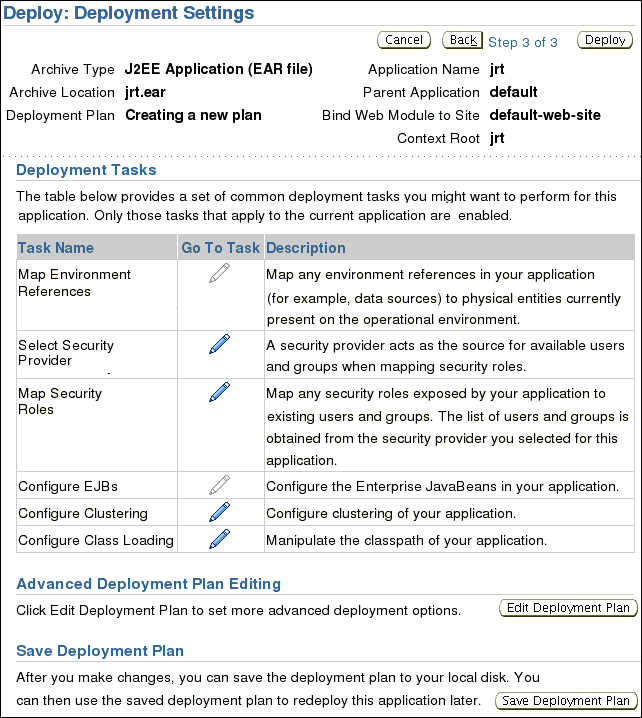 Deploy: Deployment Settings
Cancel Back Step 3 of 3 Deploy
Archive Type J2EE Application (EAR file) Application Name jrt
Archive Location jrt.ear Parent Application default
Deployment Plan Creating a new plan Bind Web Module to Site default-web-site
Context Root jrt
Deployment Tasks
The table below provides a set of common deployment tasks you might want to perform for this
application. Only those tasks that apply to the current application are enabled.
Task Name Go To Task Description
Map Environment
References
Map any environment references in your application
(for example, data sources) to physical entities currently
present on the operational environment.
Select Security
Provider
A security provider acts as the source for available users
and groups when mapping security roles.
Map Security
Roles
Map any security roles exposed by your application to
existing users and groups. The list of users and groups is
obtained from the security provider you selected for this
application.
Configure EJBs Configure the Enterprise JavaBeans in your application.
Configure Clustering Configure clustering of your application.
Configure Class Loading Manipulate the classpath of your application.
Advanced Deployment Plan Editing
Click Edit Deployment Plan to set more advanced deployment options. Edit Deployment Plan
Save Deployment Plan
After you make changes, you can save the deployment plan to your local disk. You
can then use the saved deployment plan to redeploy this application later. Save Deployment Plan